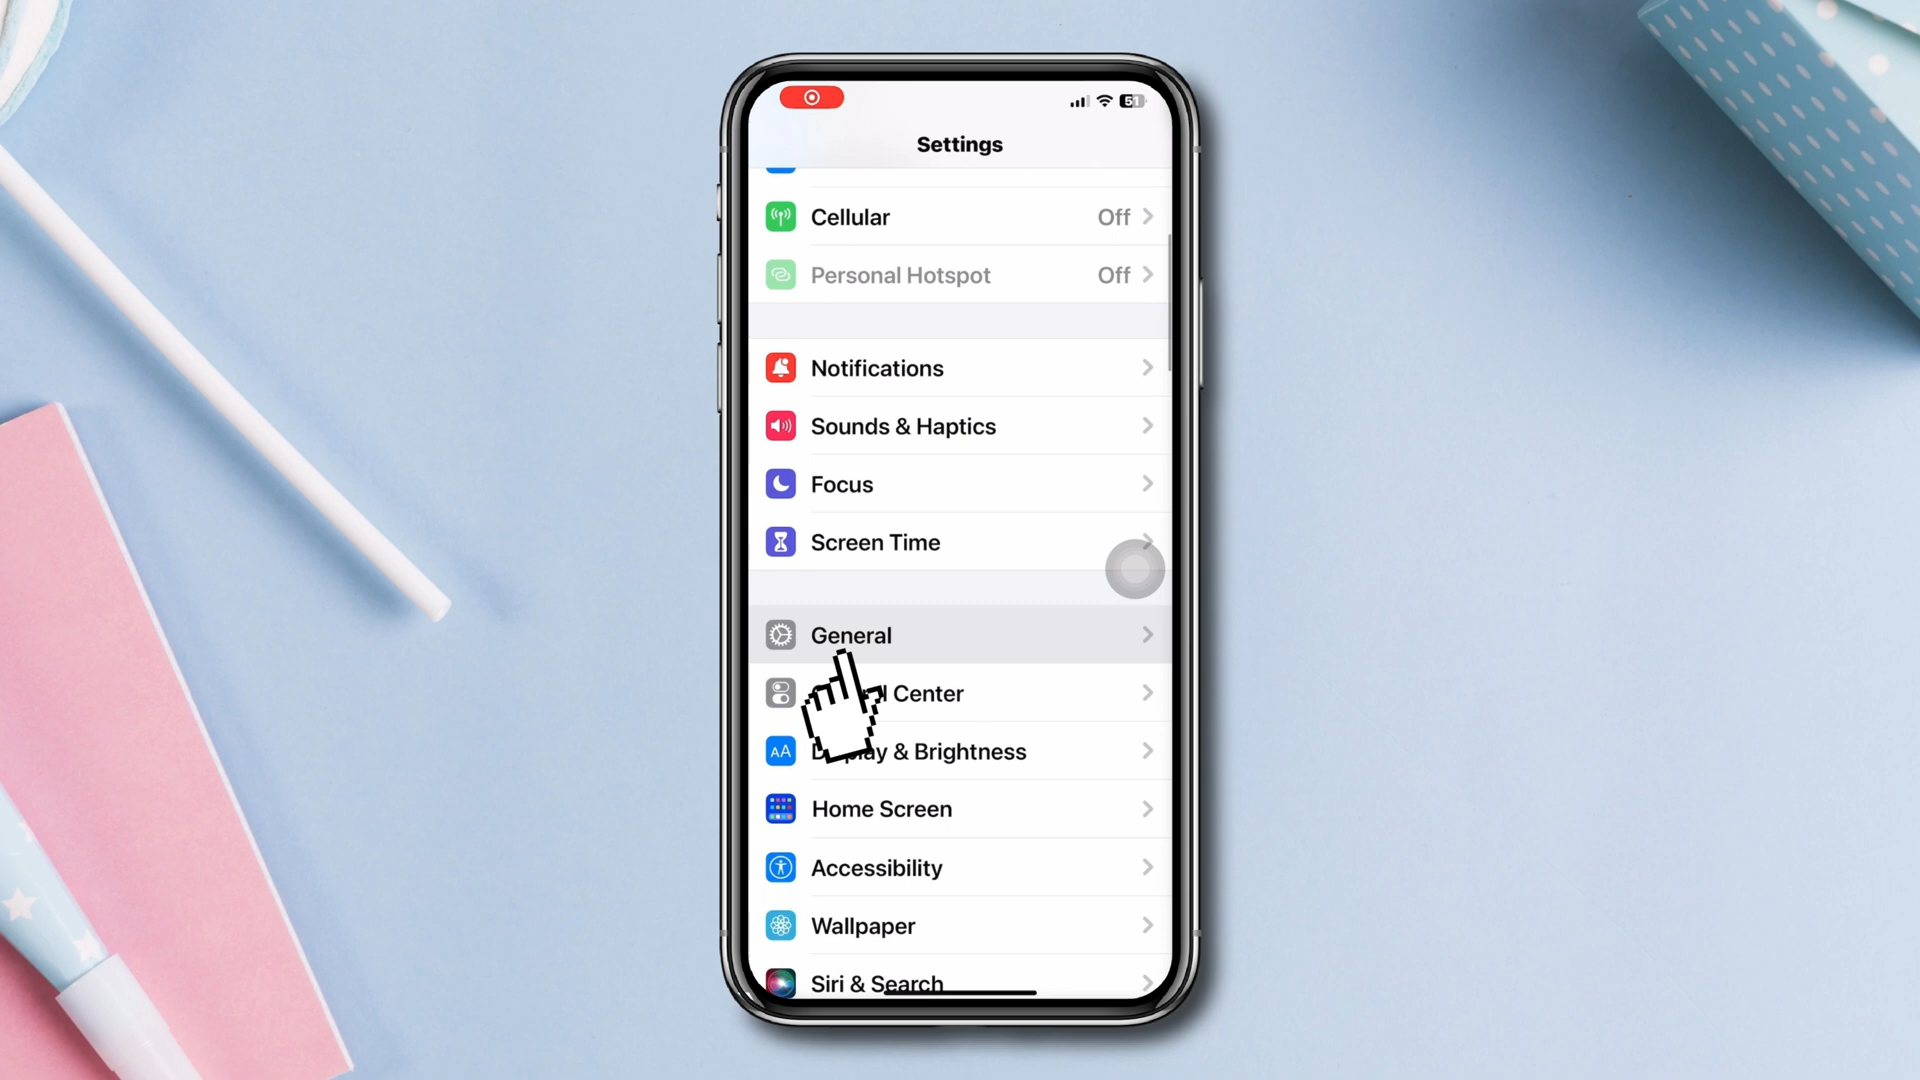 51
Settings
Cellular Off
Personal Hotspot Off
Notifications
Sounds & Haptics
Focus
Screen Time
General
Center
& Brightness
Home Screen
Accessibility
Wallpaper
Siri & Search